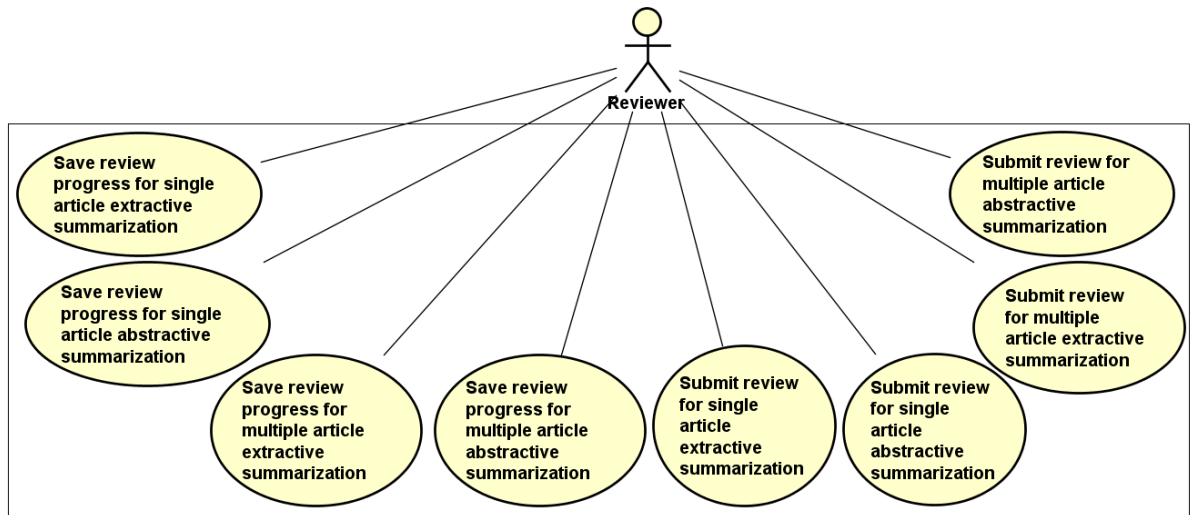 Reviewer
Save review
progress for single
article extractive
summarization
Save review
progress for single
article abstractive
summarization
Save review
progress for
multiple article
extractive
summarization
Save review
progress for
multiple article
abstractive
summarization
Submit review
for single
article
extractive
summarization
Submit review
for single
article
abstractive
summarization
Submit review
for multiple
article extractive
summarization
Submit review for
multiple article
abstractive
summarization